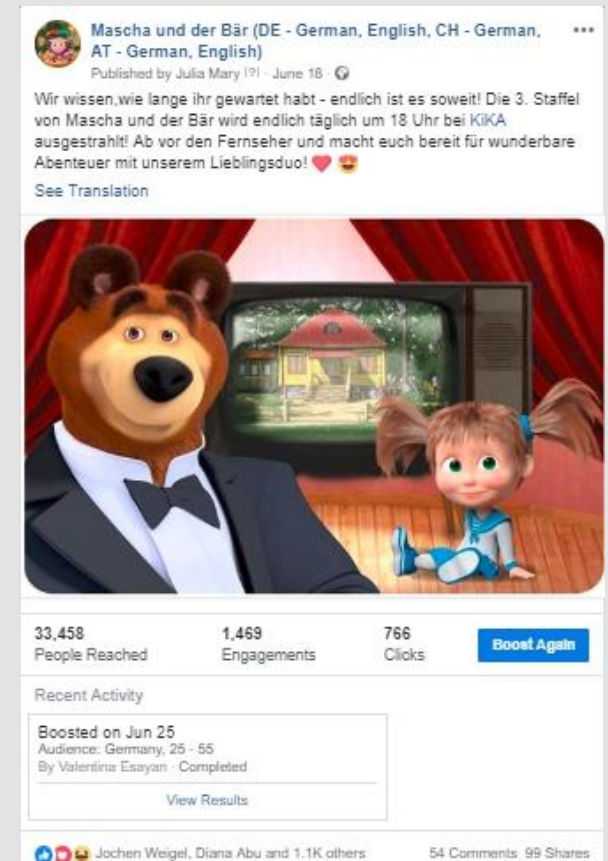 Mascha und der Bär (DE - German, English, CH - German,
AT - German, English)
Published by Julia Mary [?] · June 18 ·
Wir wissen,wie lange ihr gewartet habt - endlich ist es soweit! Die 3. Staffel
von Mascha und der Bär wird endlich täglich um 18 Uhr bei KiKA
ausgestrahlt! Ab vor den Fernseher und macht euch bereit für wunderbare
Abenteuer mit unserem Lieblingsduo! ❤️ 😍
See Translation
33,458 1,469 766
People Reached Engagements Clicks Boost Again
Recent Activity
Boosted on Jun 25
Audience: Germany, 25 - 55
By Valentina Esayan · Completed
View Results
Jochen Weigel, Diana Abu and 1.1K others 54 Comments 99 Shares